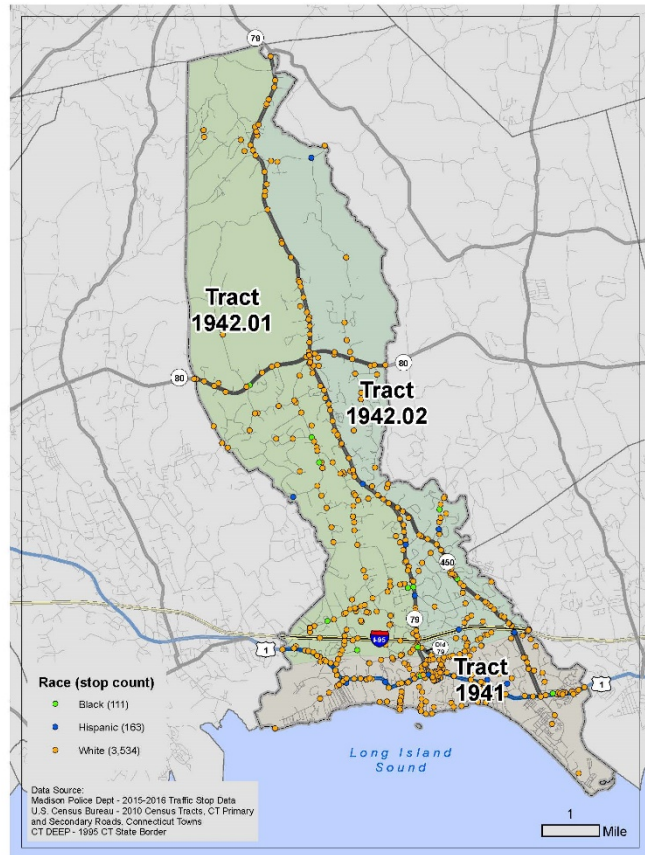 79
Tract
1942.01
80
80
Tract
1942.02
450
79
I-95
1
Old
79
Tract
1941
1
Race (stop count)
Black (111)
Hispanic (163)
White (3,534)
Long Island
Sound
Data Source:
Madison Police Dept - 2015-2016 Traffic Stop Data
U.S. Census Bureau - 2010 Census Tracts, CT Primary
and Secondary Roads, Connecticut Towns
CT DEEP - 1995 CT State Border
1
Mile